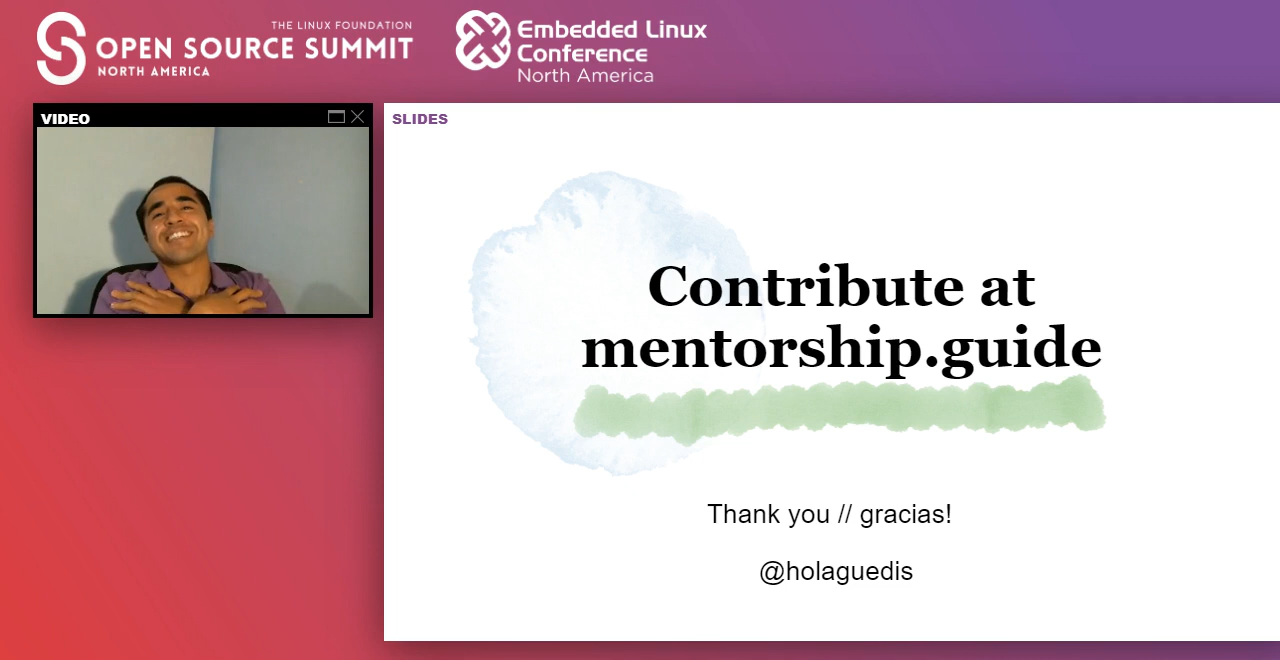 THE LINUX FOUNDATION
OPEN SOURCE SUMMIT
NORTH AMERICA
Embedded Linux
Conference
North America
VIDEO
SLIDES
Contribute at
mentorship.guide
Thank you // gracias!
@holaguedis